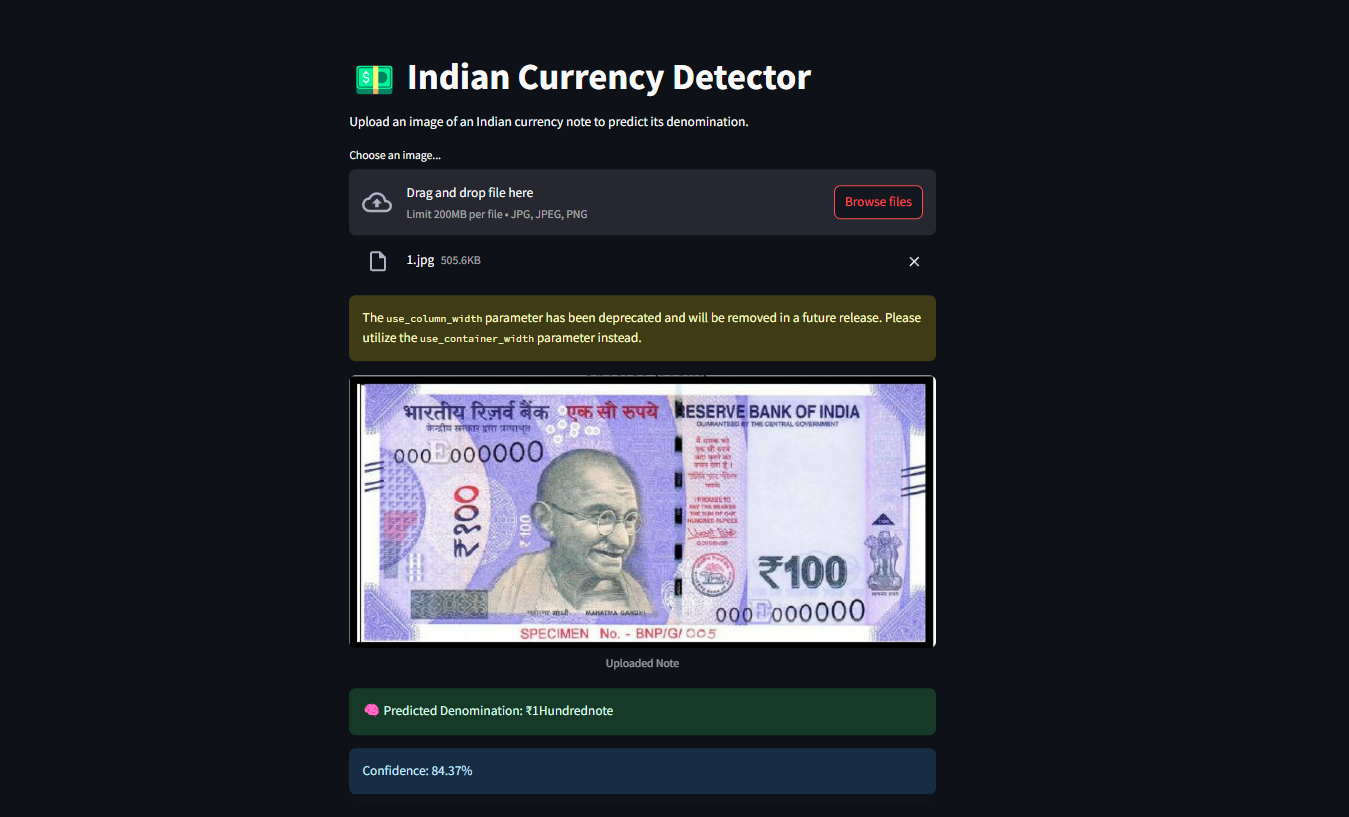 Indian Currency Detector
Upload an image of an Indian currency note to predict its denomination.
Choose an image...
Drag and drop file here
Limit 200MB per file • JPG, JPEG, PNG
Browse files
1.jpg 505.6KB
The use_column_width parameter has been deprecated and will be removed in a future release. Please
utilize the use_container_width parameter instead.
भारतीय रिज़र्व बैंक एक सौ रुपये
केन्द्रीय सरकार द्वारा प्रत्याभूत
000 000000
₹१००
₹100
RESERVE BANK OF INDIA
GUARANTEED BY THE CENTRAL GOVERNMENT
I PROMISE TO
PAY THE BEARER
THE SUM OF ONE
HUNDRED RUPEES
GOVERNOR
₹100
000 000000
महात्मा गांधी MAHATMA GANDHI
SPECIMEN No. - BNP/G/ 005
Uploaded Note
Predicted Denomination: ₹1Hundrednote
Confidence: 84.37%